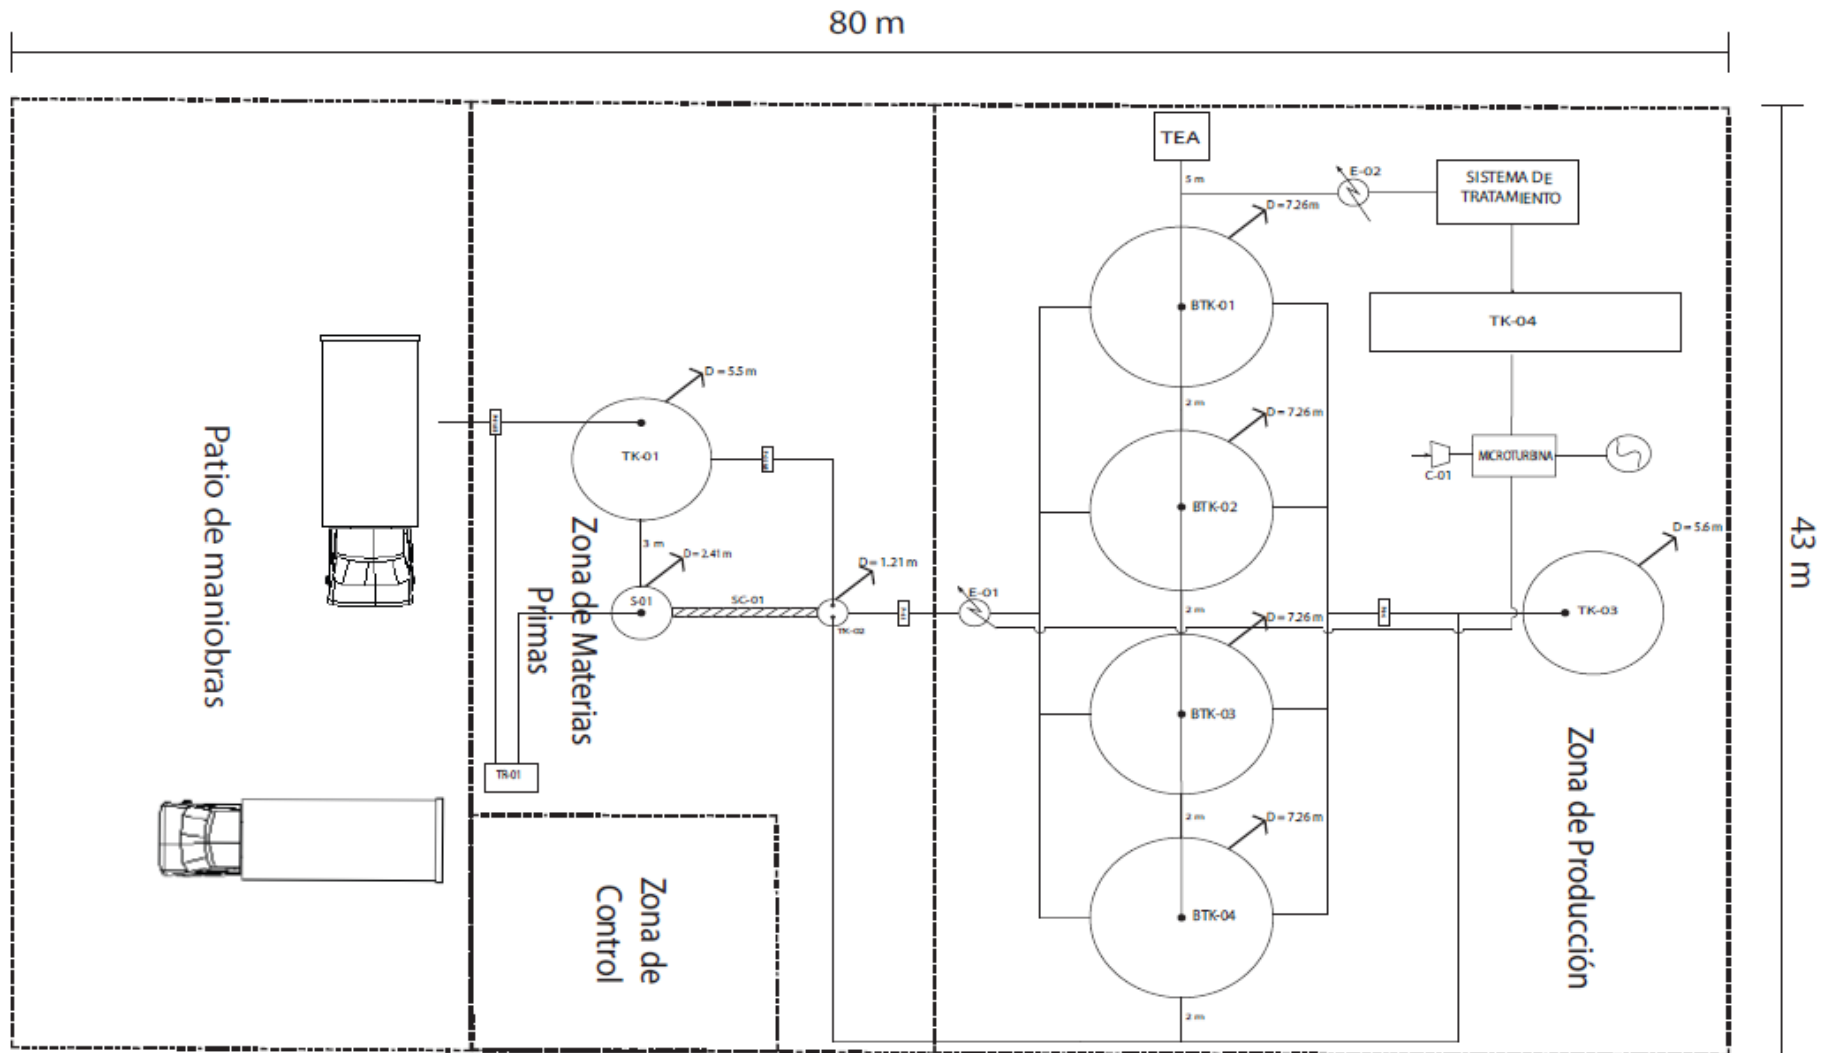 80 m
43 m
TEA
5 m
E-02
SISTEMA DE
TRATAMIENTO
D=7.26 m
BTK-01
TK-04
2 m
D=7.26 m
BTK-02
MICROTURBINA
C-01
D = 5.5 m
TK-01
Patio de maniobras
Zona de Materias
Primas
3 m
D=2.41 m
S-01
SC-01
D= 1.21 m
TK-02
E-01
2 m
D=7.26 m
D= 5.6 m
TK-03
BTK-03
TR-01
2 m
D=7.26 m
BTK-04
2 m
Zona de
Control
Zona de Producción